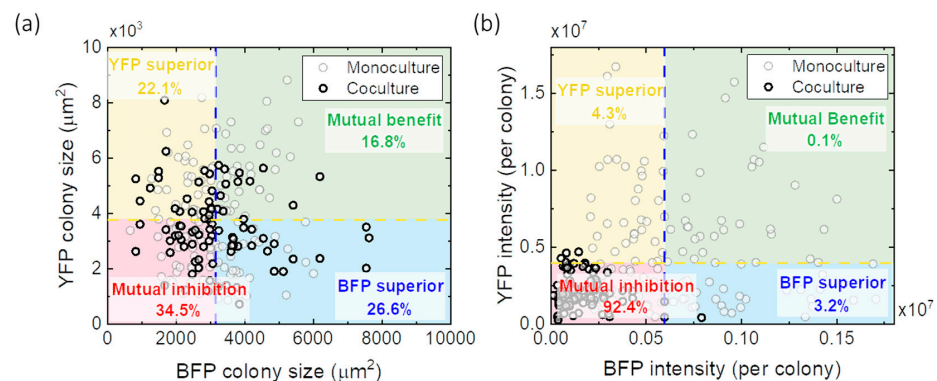 (a)
×10³
10
8
6
4
2
0
YFP colony size (μm²)
YFP superior
22.1%
Monoculture
Coculture
Mutual benefit
16.8%
Mutual inhibition
34.5%
BFP superior
26.6%
0 2000 4000 6000 8000 10000
BFP colony size (μm²)
(b)
×10⁷
1.5
1.0
0.5
0.0
YFP intensity (per colony)
YFP superior
4.3%
Monoculture
Coculture
Mutual Benefit
0.1%
Mutual inhibition
92.4%
BFP superior
3.2%
0.00 0.05 0.10 0.15
×10⁷
BFP intensity (per colony)